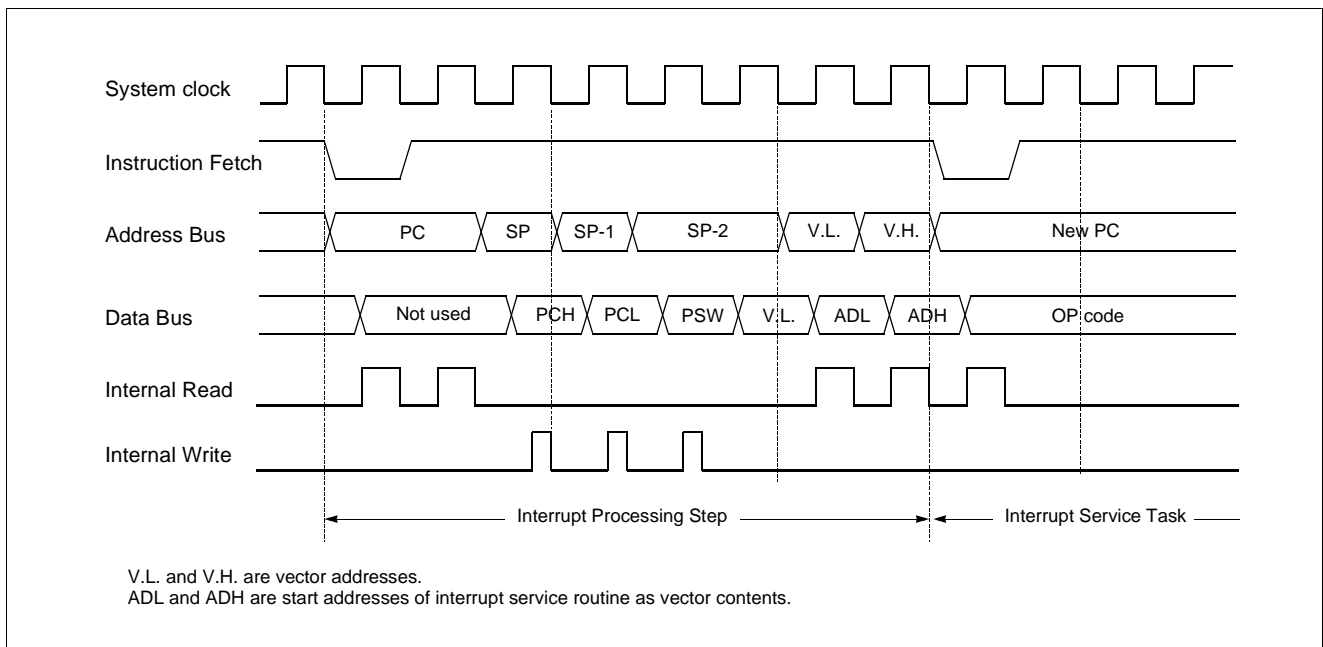 System clock
Instruction Fetch
Address Bus
PC
SP
SP-1
SP-2
V.L.
V.H.
New PC
Data Bus
Not used
PCH
PCL
PSW
V.L.
ADL
ADH
OP code
Internal Read
Internal Write
Interrupt Processing Step
Interrupt Service Task
V.L. and V.H. are vector addresses.
ADL and ADH are start addresses of interrupt service routine as vector contents.